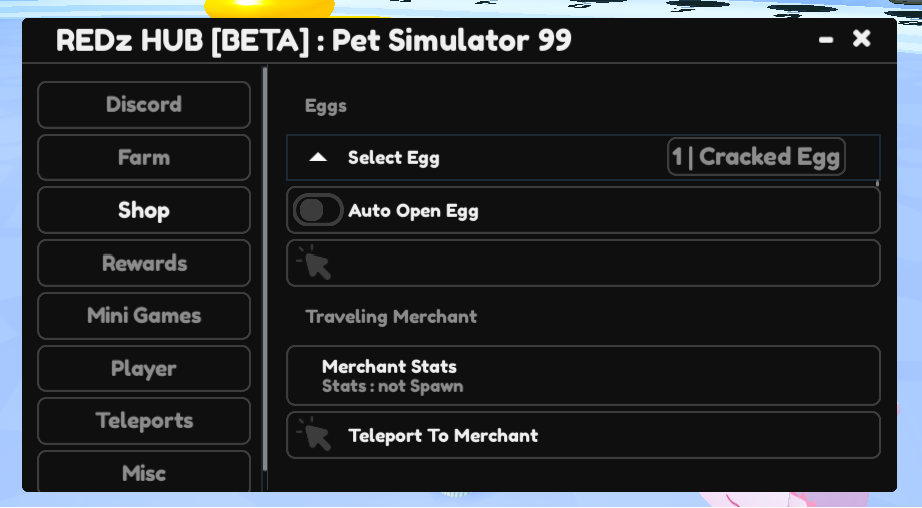 REDz HUB [BETA] : Pet Simulator 99
Discord
Farm
Shop
Rewards
Mini Games
Player
Teleports
Misc
Eggs
Select Egg
1 | Cracked Egg
Auto Open Egg
Traveling Merchant
Merchant Stats
Stats : not Spawn
Teleport To Merchant